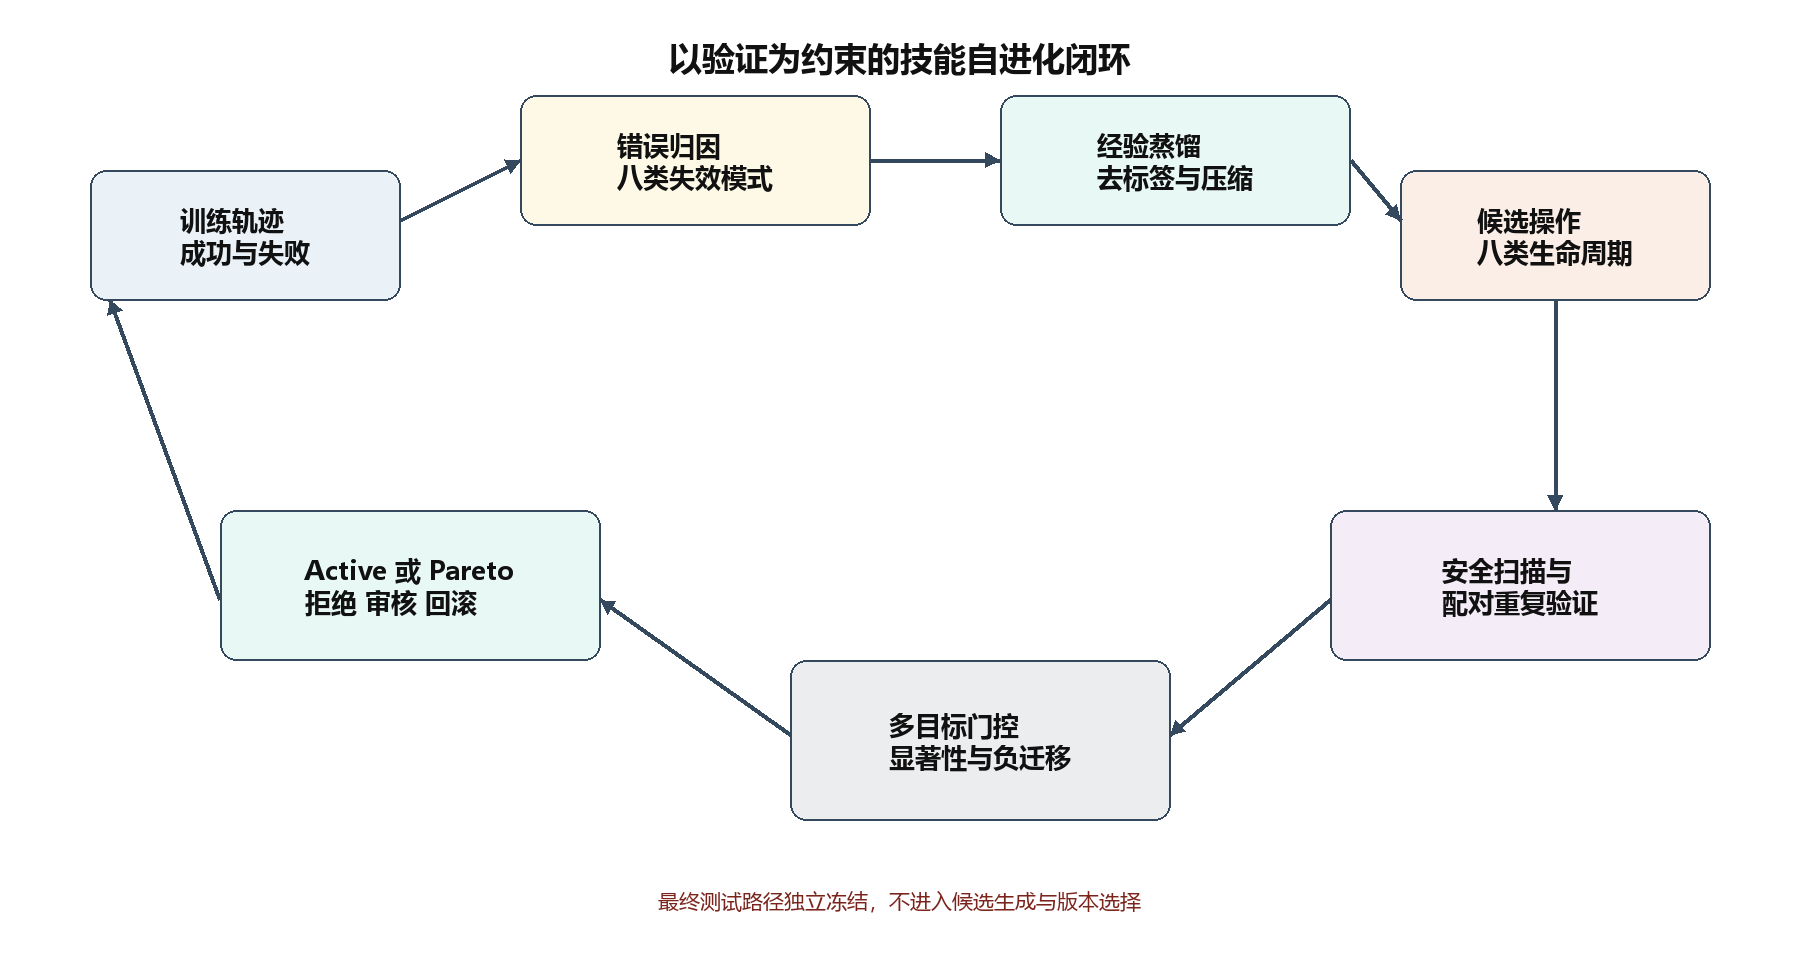 以验证为约束的技能自进化闭环
训练轨迹
成功与失败
错误归因
八类失效模式
经验蒸馏
去标签与压缩
候选操作
八类生命周期
安全扫描与
配对重复验证
多目标门控
显著性与负迁移
Active 或 Pareto
拒绝 审核 回滚
最终测试路径独立冻结，不进入候选生成与版本选择